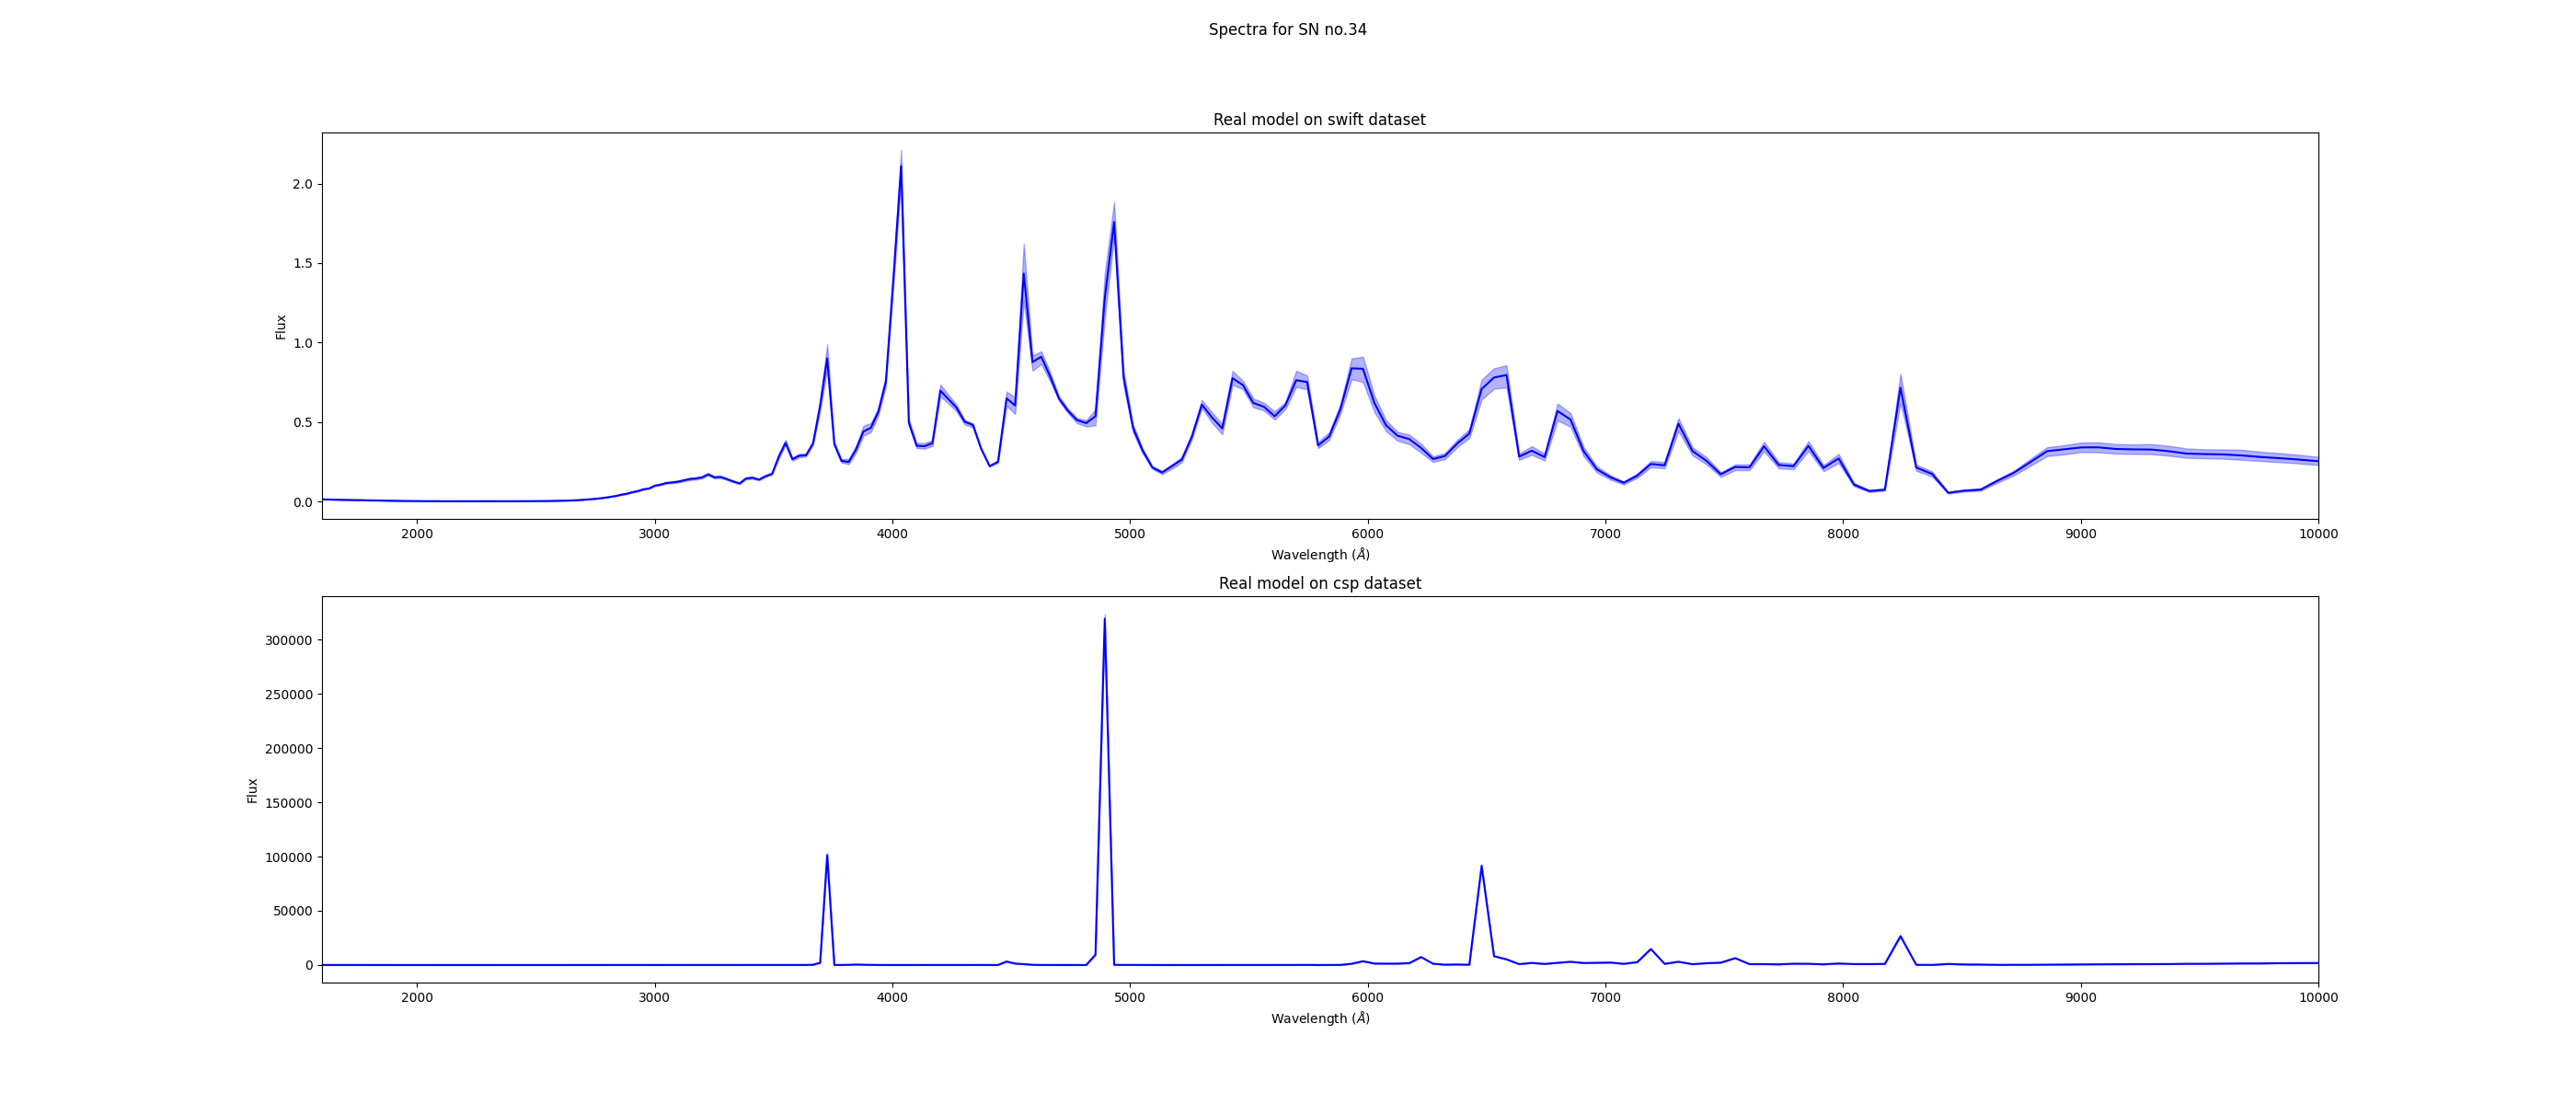 Spectra for SN no.34
Real model on swift dataset
2.0
1.5
1.0
0.5
0.0
Flux
2000 3000 4000 5000 6000 7000 8000 9000 10000
Wavelength (Å)
Real model on csp dataset
300000
250000
200000
150000
100000
50000
0
Flux
2000 3000 4000 5000 6000 7000 8000 9000 10000
Wavelength (Å)